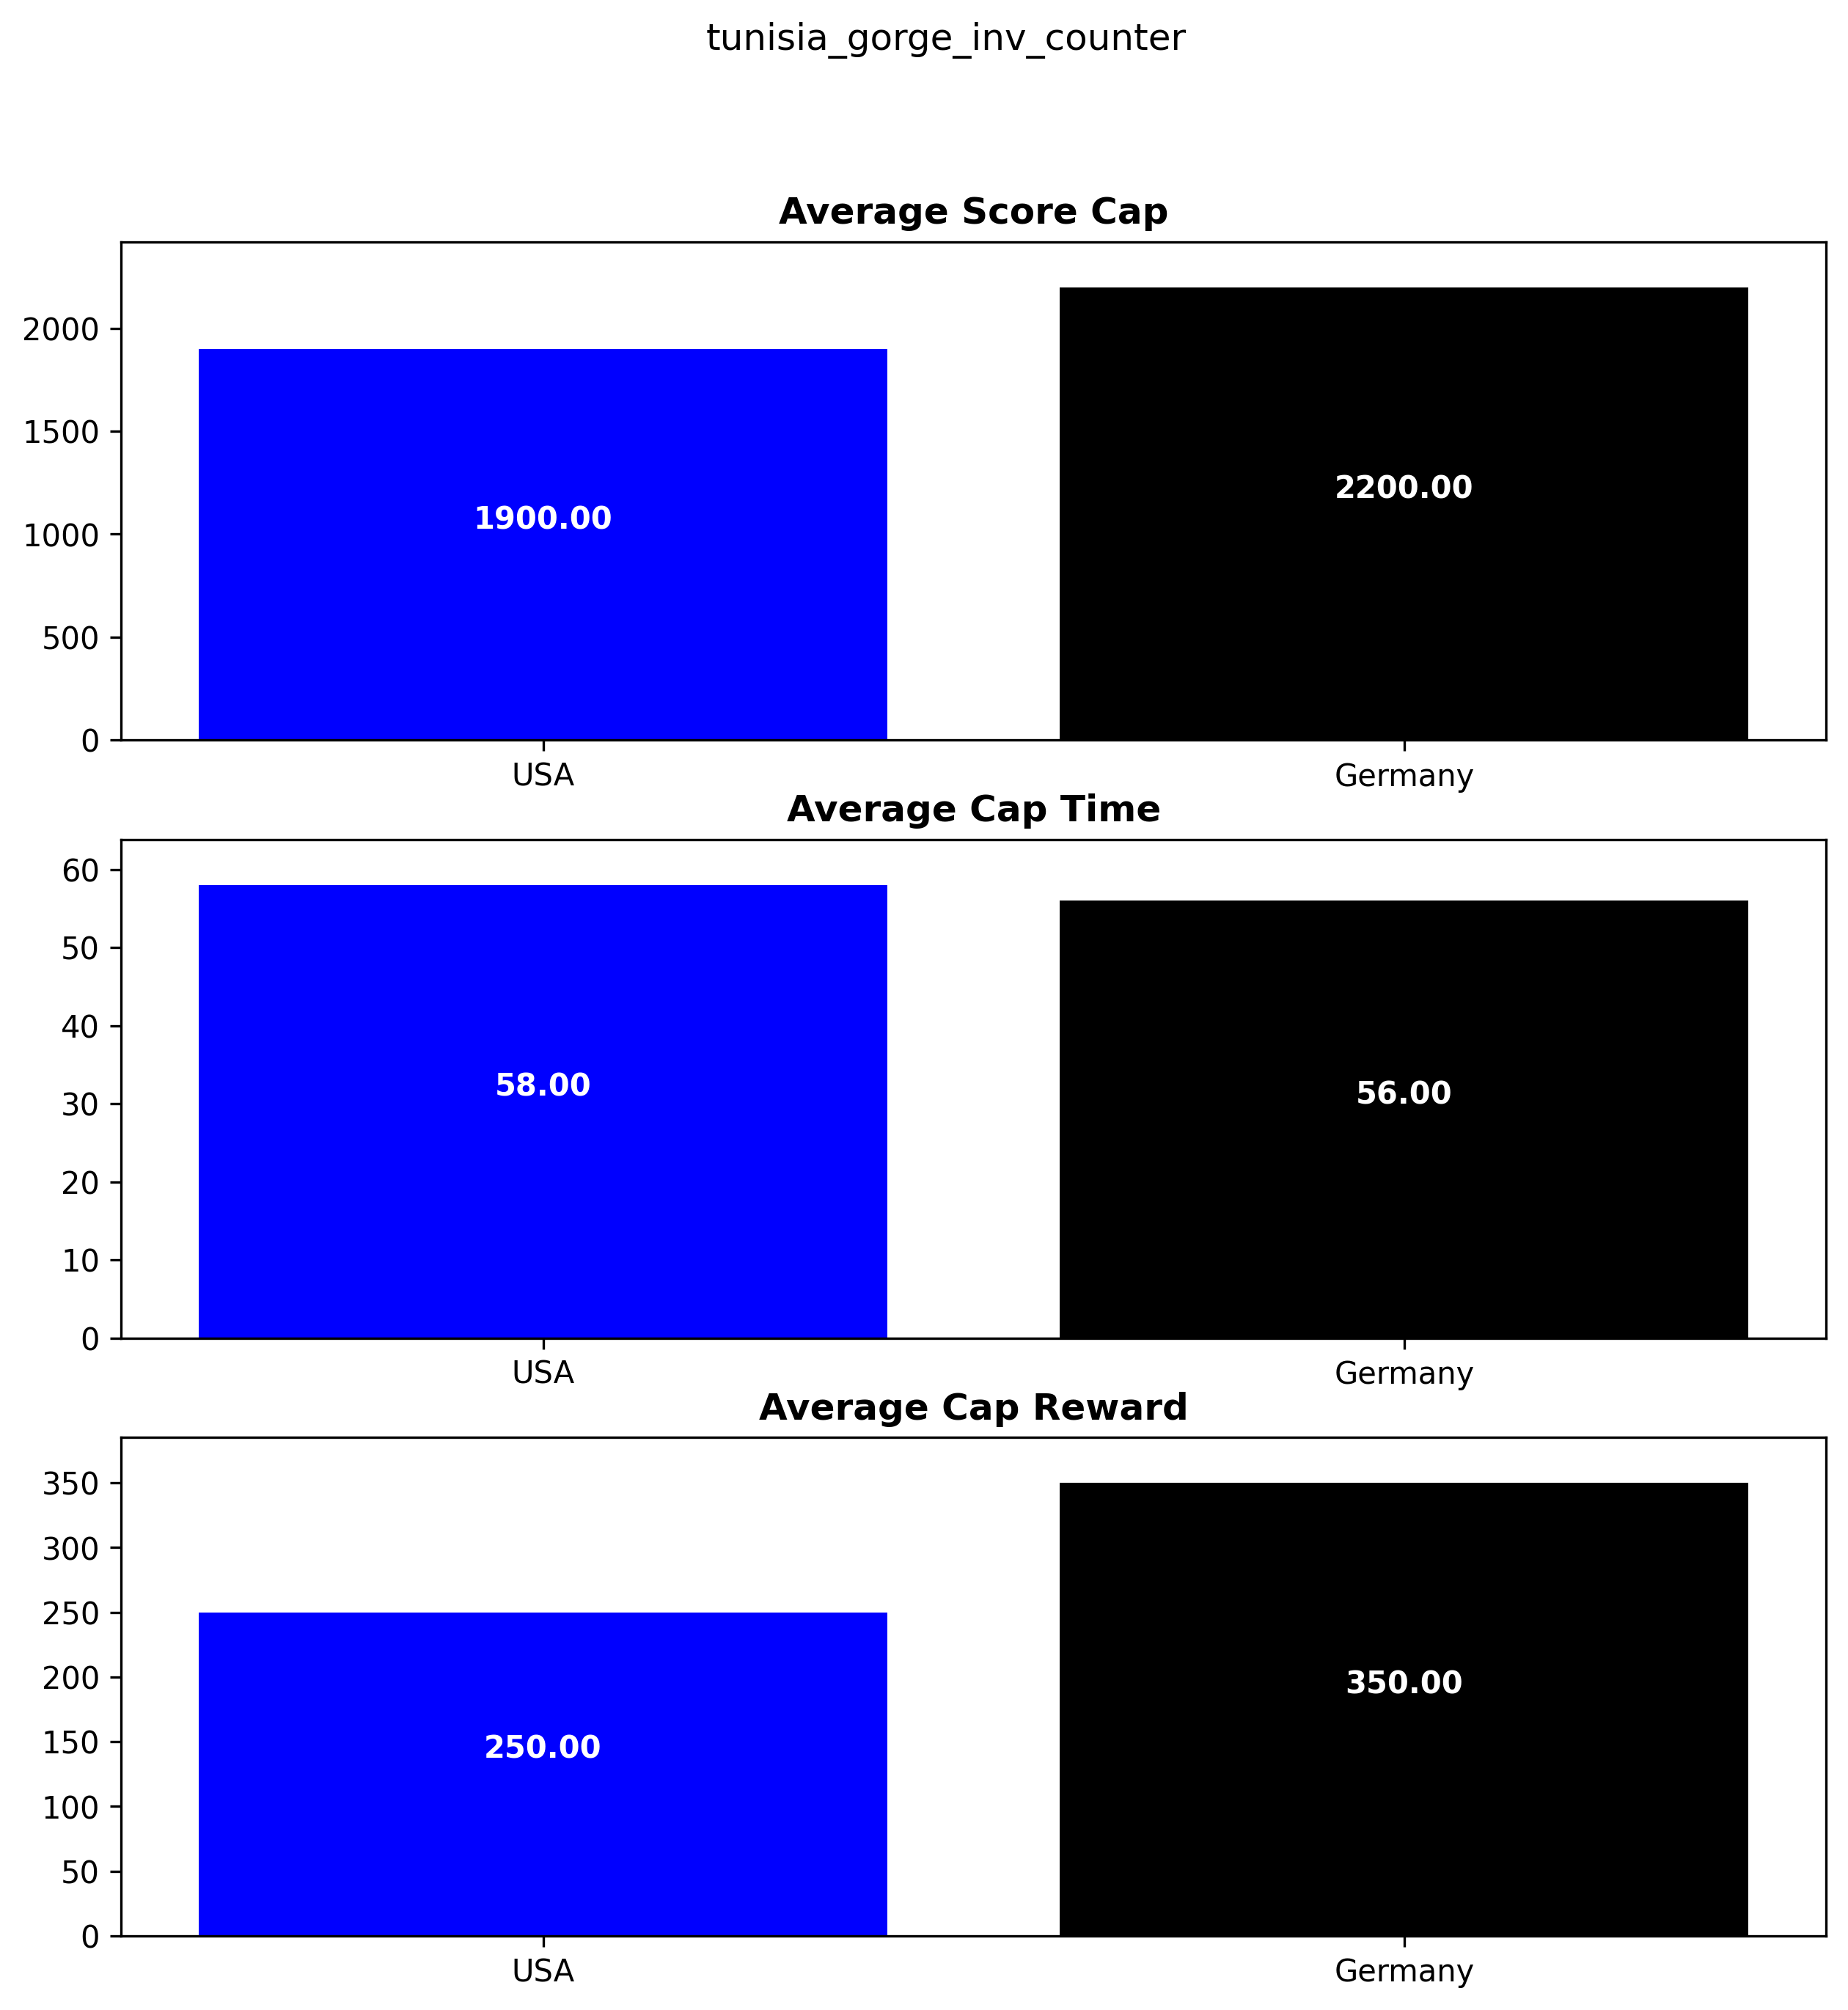 tunisia_gorge_inv_counter
Average Score Cap
2000
1500
1000
500
0
1900.00
2200.00
USA
Germany
Average Cap Time
60
50
40
30
20
10
0
58.00
56.00
USA
Germany
Average Cap Reward
350
300
250
200
150
100
50
0
250.00
350.00
USA
Germany